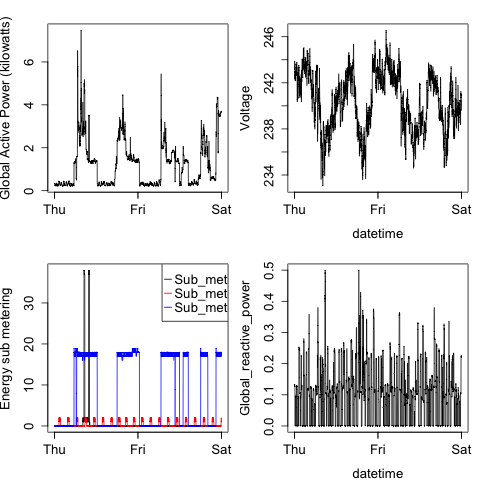 Global Active Power (kilowatts)
0 2 4 6
Thu Fri Sat
Voltage
234 238 242 246
Thu Fri Sat
datetime
Energy sub metering
0 10 20 30
Thu Fri Sat
Sub_met
Sub_met
Sub_met
Global_reactive_power
0.0 0.1 0.2 0.3 0.4 0.5
Thu Fri Sat
datetime